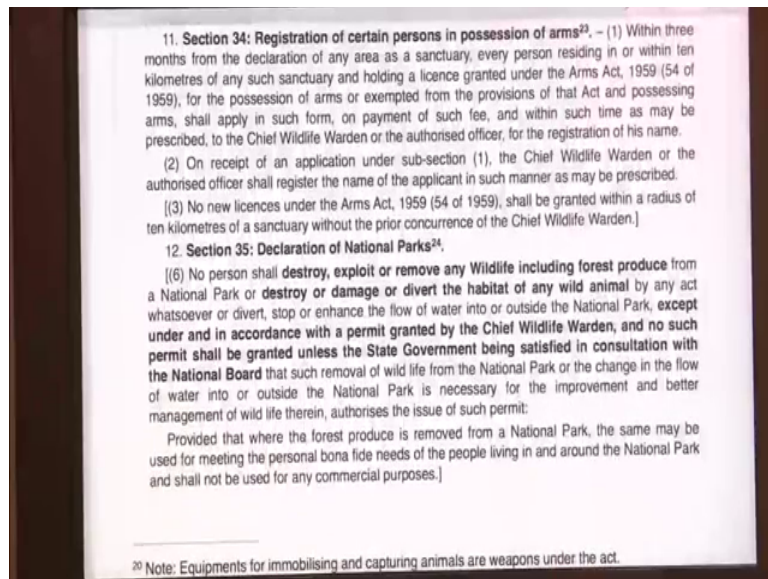 11. Section 34: Registration of certain persons in possession of arms²³. – (1) Within three
months from the declaration of any area as a sanctuary, every person residing in or within ten
kilometres of any such sanctuary and holding a licence granted under the Arms Act, 1959 (54 of
1959), for the possession of arms or exempted from the provisions of that Act and possessing
arms, shall apply in such form, on payment of such fee, and within such time as may be
prescribed, to the Chief Wildlife Warden or the authorised officer, for the registration of his name.
(2) On receipt of an application under sub-section (1), the Chief Wildlife Warden or the
authorised officer shall register the name of the applicant in such manner as may be prescribed.
[(3) No new licences under the Arms Act, 1959 (54 of 1959), shall be granted within a radius of
ten kilometres of a sanctuary without the prior concurrence of the Chief Wildlife Warden.]
12. Section 35: Declaration of National Parks²⁴.
[(6) No person shall destroy, exploit or remove any Wildlife including forest produce from
a National Park or destroy or damage or divert the habitat of any wild animal by any act
whatsoever or divert, stop or enhance the flow of water into or outside the National Park, except
under and in accordance with a permit granted by the Chief Wildlife Warden, and no such
permit shall be granted unless the State Government being satisfied in consultation with
the National Board that such removal of wild life from the National Park or the change in the flow
of water into or outside the National Park is necessary for the improvement and better
management of wild life therein, authorises the issue of such permit:
Provided that where the forest produce is removed from a National Park, the same may be
used for meeting the personal bona fide needs of the people living in and around the National Park
and shall not be used for any commercial purposes.]
²⁰ Note: Equipments for immobilising and capturing animals are weapons under the act.